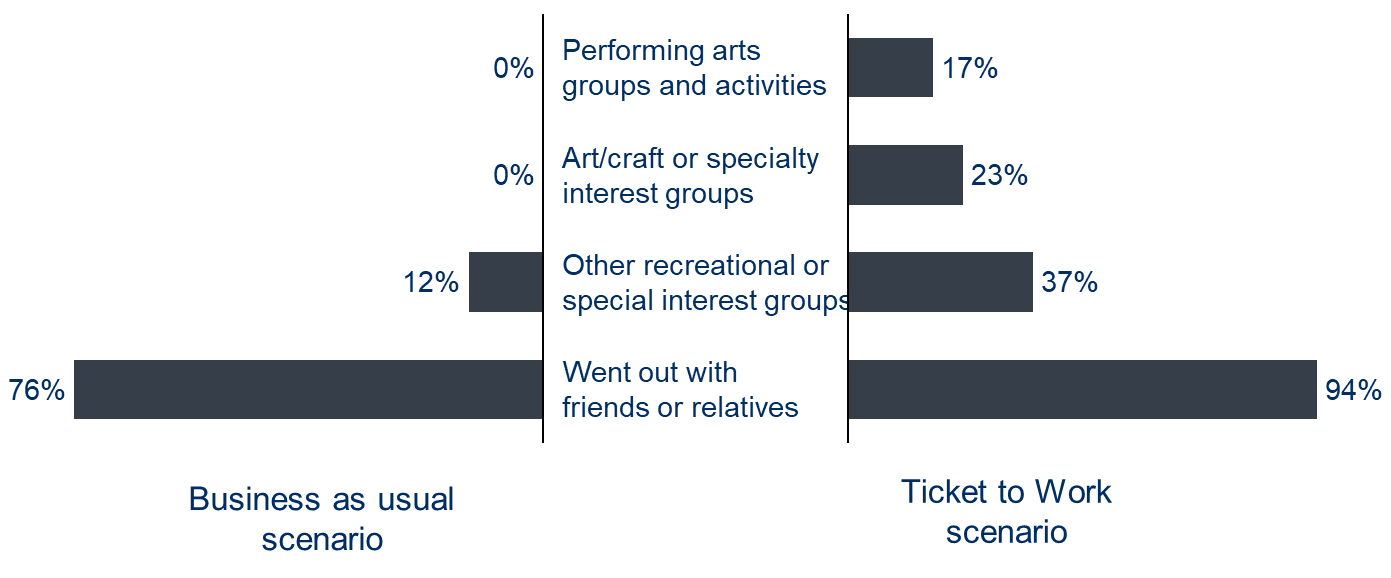 0%
Performing arts
groups and activities
17%
0%
Art/craft or specialty
interest groups
23%
12%
Other recreational or
special interest groups
37%
76%
Went out with
friends or relatives
94%
Business as usual
scenario
Ticket to Work
scenario